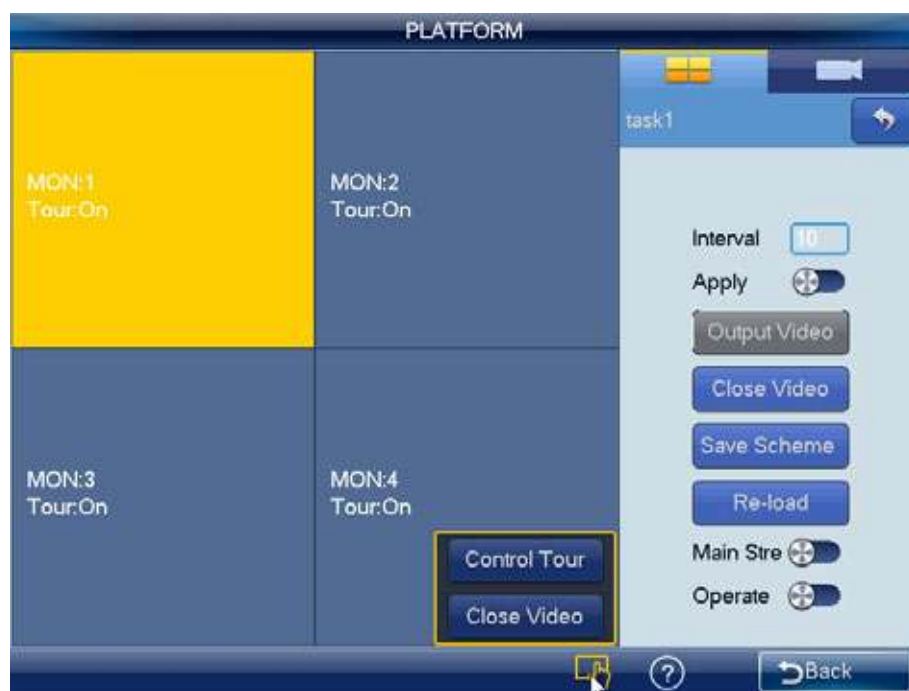 PLATFORM
task1
MON:1
Tour:On
MON:2
Tour:On
MON:3
Tour:On
MON:4
Tour:On
Interval 10
Apply
Output Video
Close Video
Save Scheme
Re-load
Main Stre
Operate
Control Tour
Close Video
?
Back